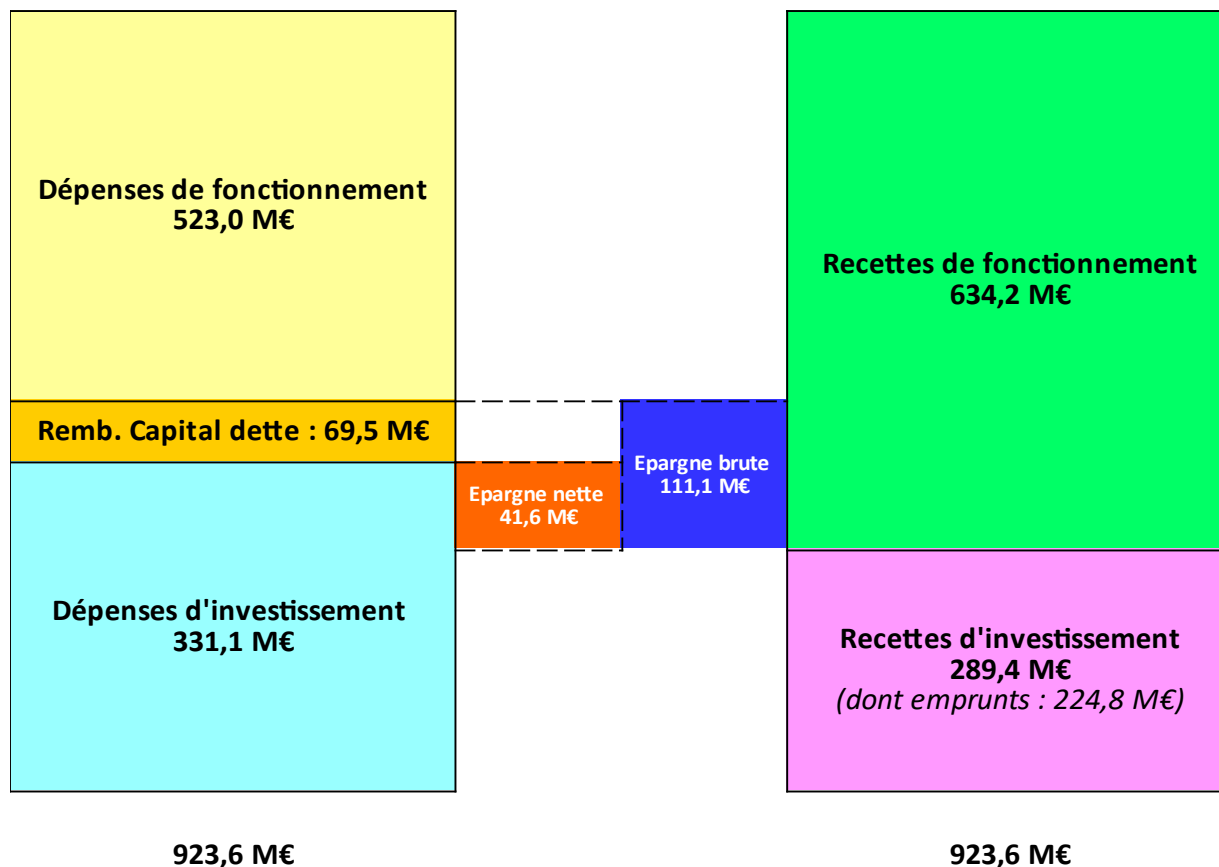 Dépenses de fonctionnement
523,0 M€
Recettes de fonctionnement
634,2 M€
Remb. Capital dette : 69,5 M€
Epargne brute
111,1 M€
Epargne nette
41,6 M€
Dépenses d'investissement
331,1 M€
Recettes d'investissement
289,4 M€
(dont emprunts : 224,8 M€)
923,6 M€
923,6 M€